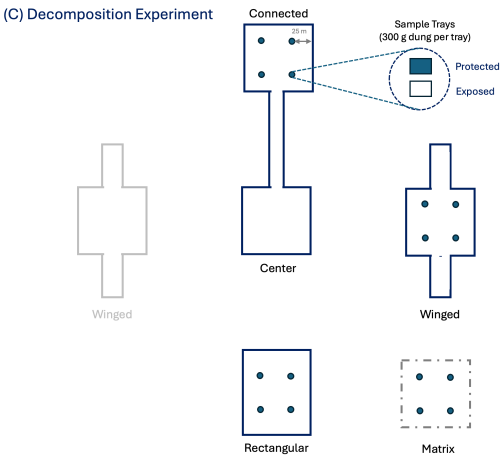 (C) Decomposition Experiment
Connected
25 m
Sample Trays
(300 g dung per tray)
Protected
Exposed
Center
Winged
Winged
Rectangular
Matrix